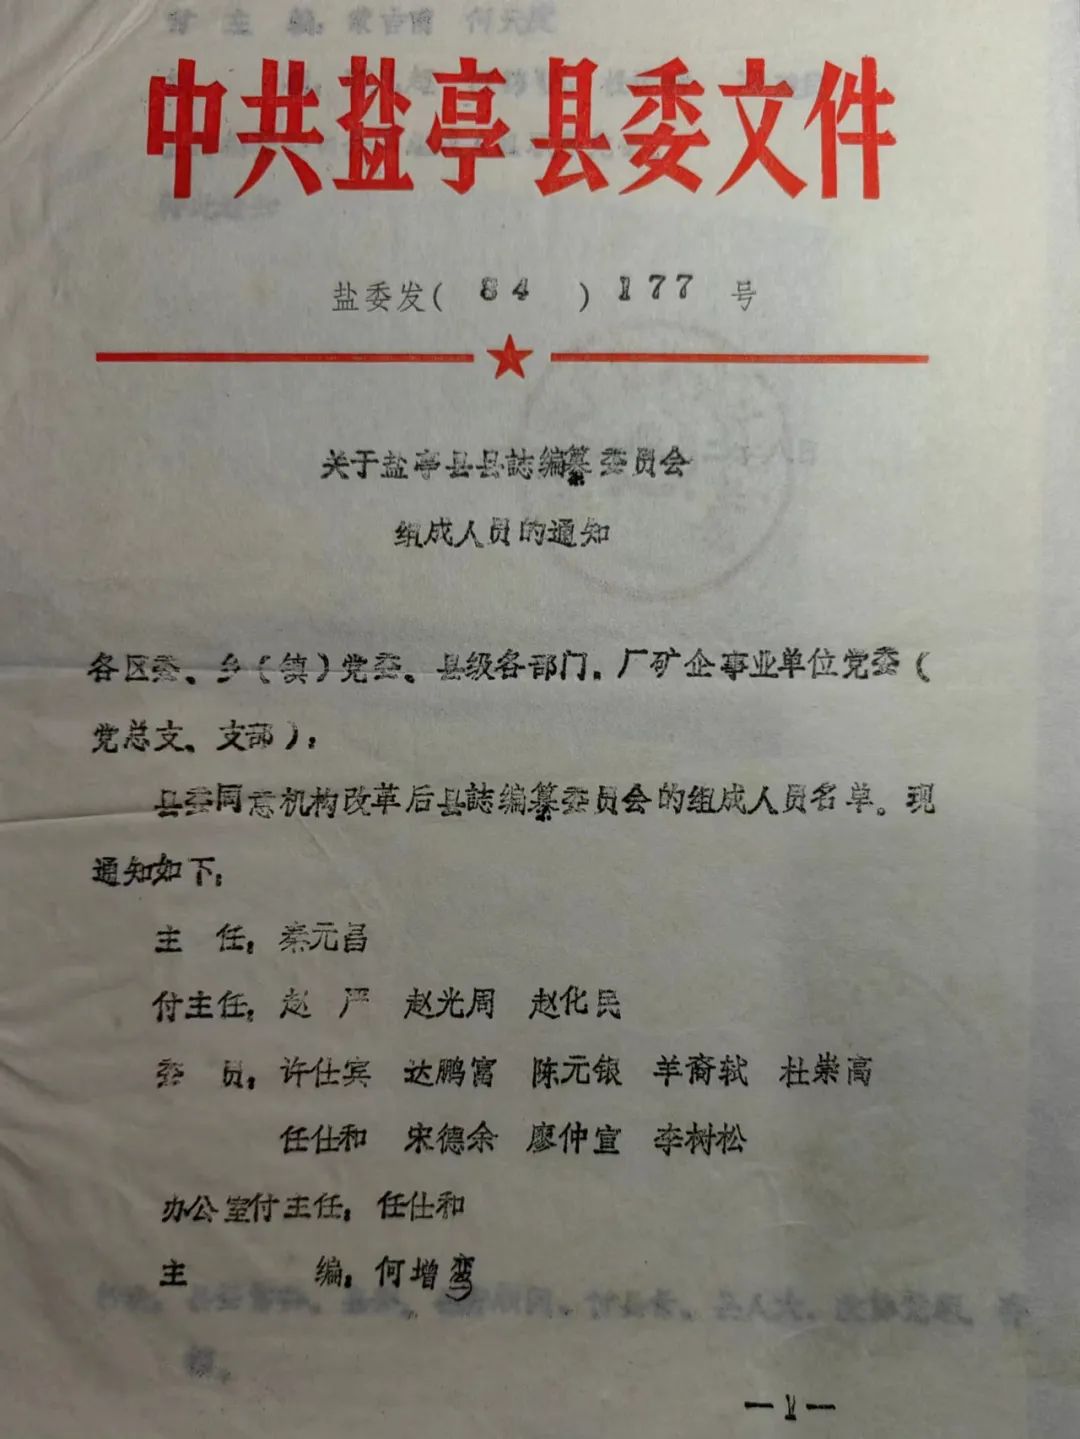 中共盐亭县委文件
盐委发(84)177号
关于盐亭县县誌编纂委员会
组成人员的通知
各区委、乡(镇)党委、县级各部门,厂矿企事业单位党委(
党总支、支部):
县委同意机构改革后县誌编纂委员会的组成人员名单。现
通知如下:
主 任:秦元昌
付主任:赵 严 赵光周 赵化民
委 员:许仕宾 达鹏富 陈元银 羊裔轼 杜崇高
任仕和 宋德余 廖仲宣 李树松
办公室付主任:任仕和
主 编:何增鸾
—1—